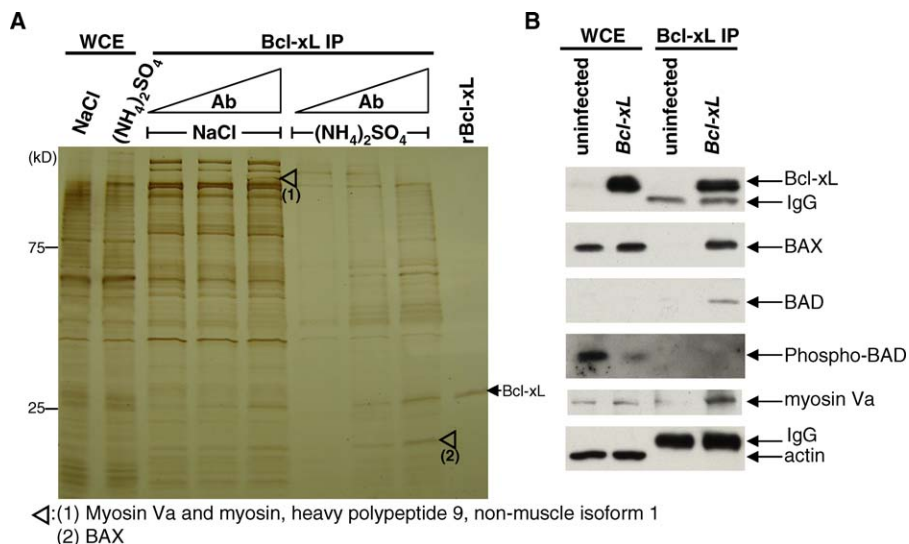 A
WCE
Bcl-xL IP
NaCl
(NH₄)₂SO₄
Ab
Ab
rBcl-xL
NaCl
(NH₄)₂SO₄
(kD)
75
25
(1)
Bcl-xL
(2)
:(1) Myosin Va and myosin, heavy polypeptide 9, non-muscle isoform 1
(2) BAX
B
WCE
Bcl-xL IP
uninfected
Bcl-xL
uninfected
Bcl-xL
Bcl-xL
IgG
BAX
BAD
Phospho-BAD
myosin Va
IgG
actin